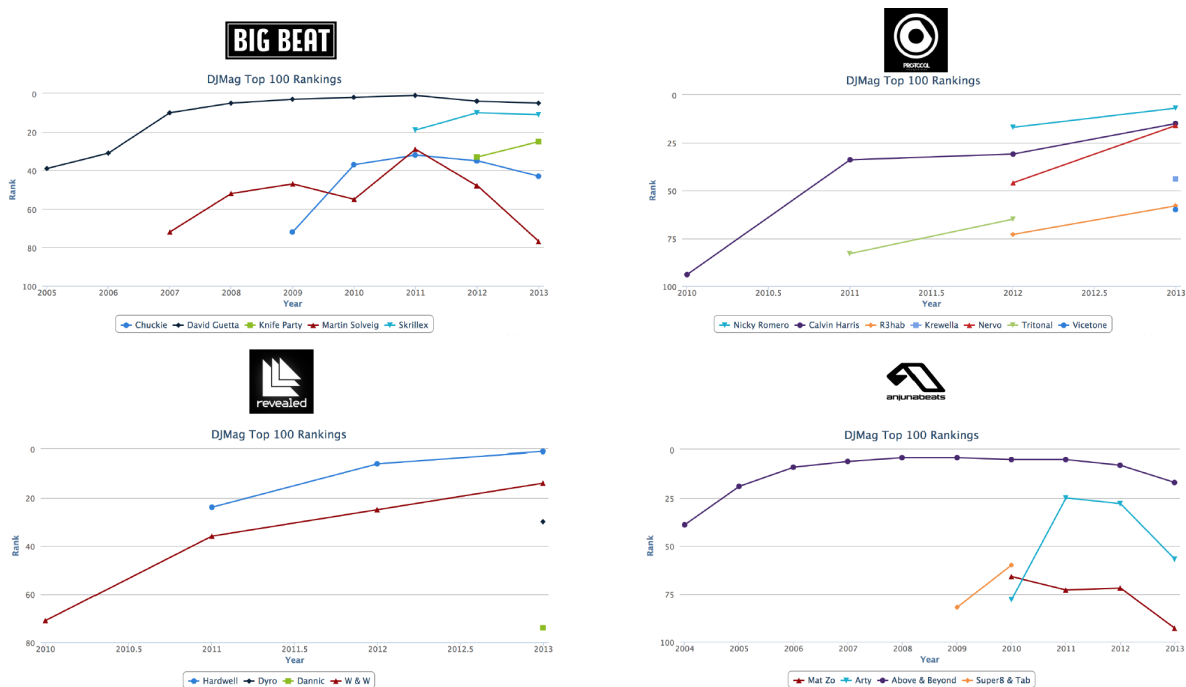 BIG BEAT
DJMag Top 100 Rankings
0
20
40
60
80
100
Rank
2005 2006 2007 2008 2009 2010 2011 2012 2013
Year
Chuckie David Guetta Knife Party Martin Solveig Skrillex
PROTOCOL
DJMag Top 100 Rankings
0
25
50
75
100
Rank
2010 2010.5 2011 2011.5 2012 2012.5 2013
Year
Nicky Romero Calvin Harris R3hab Krewella Nervo Tritonal Vicetone
revealed
DJMag Top 100 Rankings
0
20
40
60
80
Rank
2010 2010.5 2011 2011.5 2012 2012.5 2013
Year
Hardwell Dyro Dannic W & W
anjunabeats
DJMag Top 100 Rankings
0
25
50
75
100
Rank
2004 2005 2006 2007 2008 2009 2010 2011 2012 2013
Year
Mat Zo Arty Above & Beyond Super8 & Tab